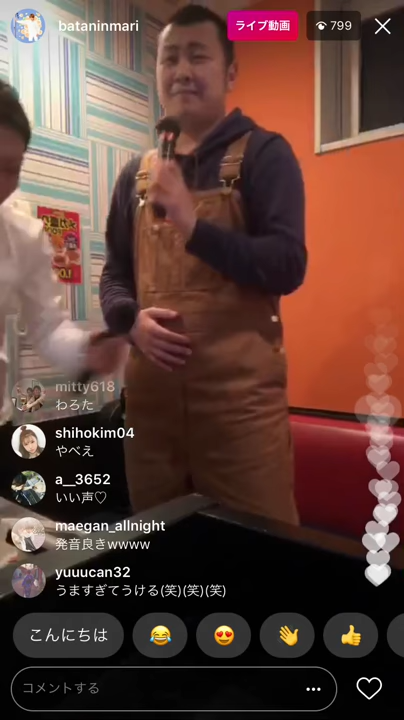 bataninmari
ライブ動画
799
mitty618
わろた
shihokim04
やべえ
a__3652
いい声♡
maegan_allnight
発音良きwwww
yuuucan32
うますぎてうける(笑)(笑)(笑)
こんにちは
コメントする